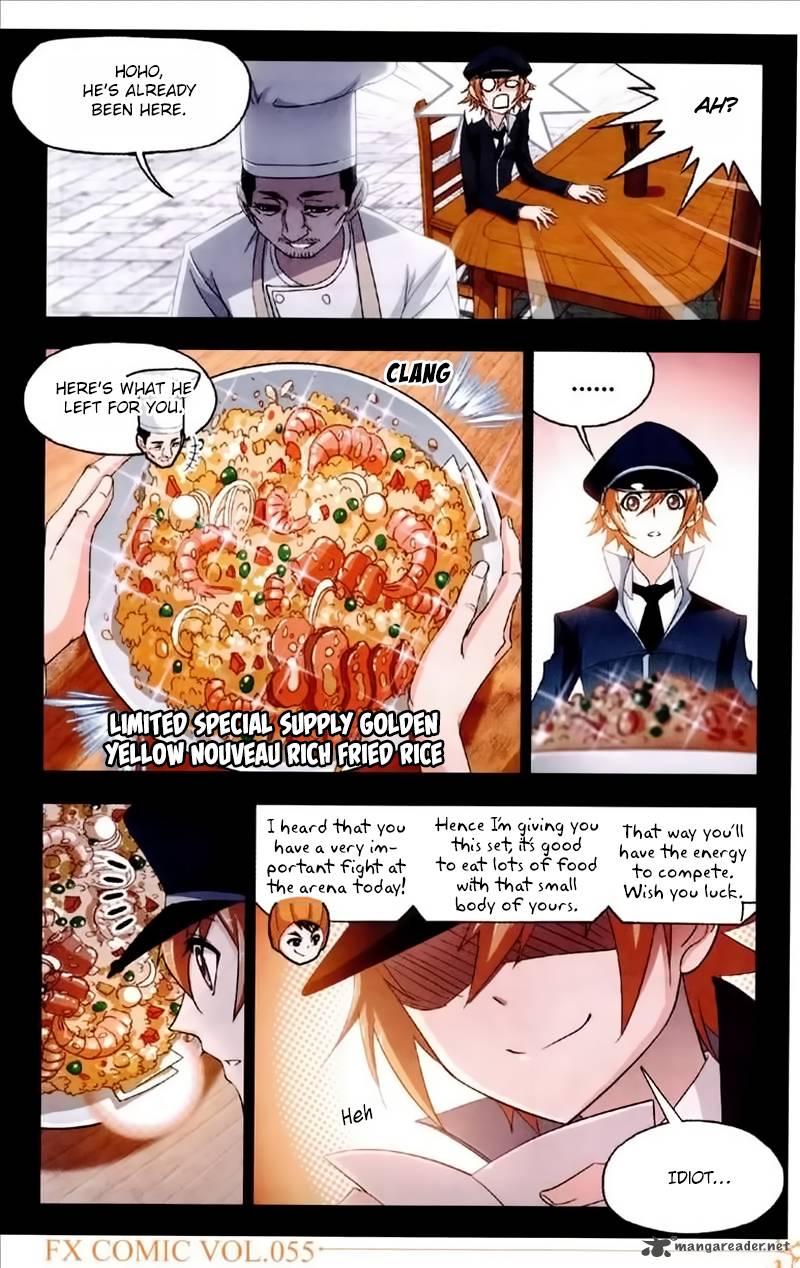 HOHO,
HE'S ALREADY
BEEN HERE.
AH?
HERE'S WHAT HE
LEFT FOR YOU.
CLANG
......
LIMITED SPECIAL SUPPLY GOLDEN
YELLOW NOUVEAU RICH FRIED RICE
I heard that you
have a very im-
portant fight at
the arena today!
Hence I'm giving you
this set, it's good
to eat lots of food
with that small
body of yours.
That way you'll
have the energy
to compete.
Wish you luck.
Heh
IDIOT...
FX COMIC VOL.055
mangareader.net